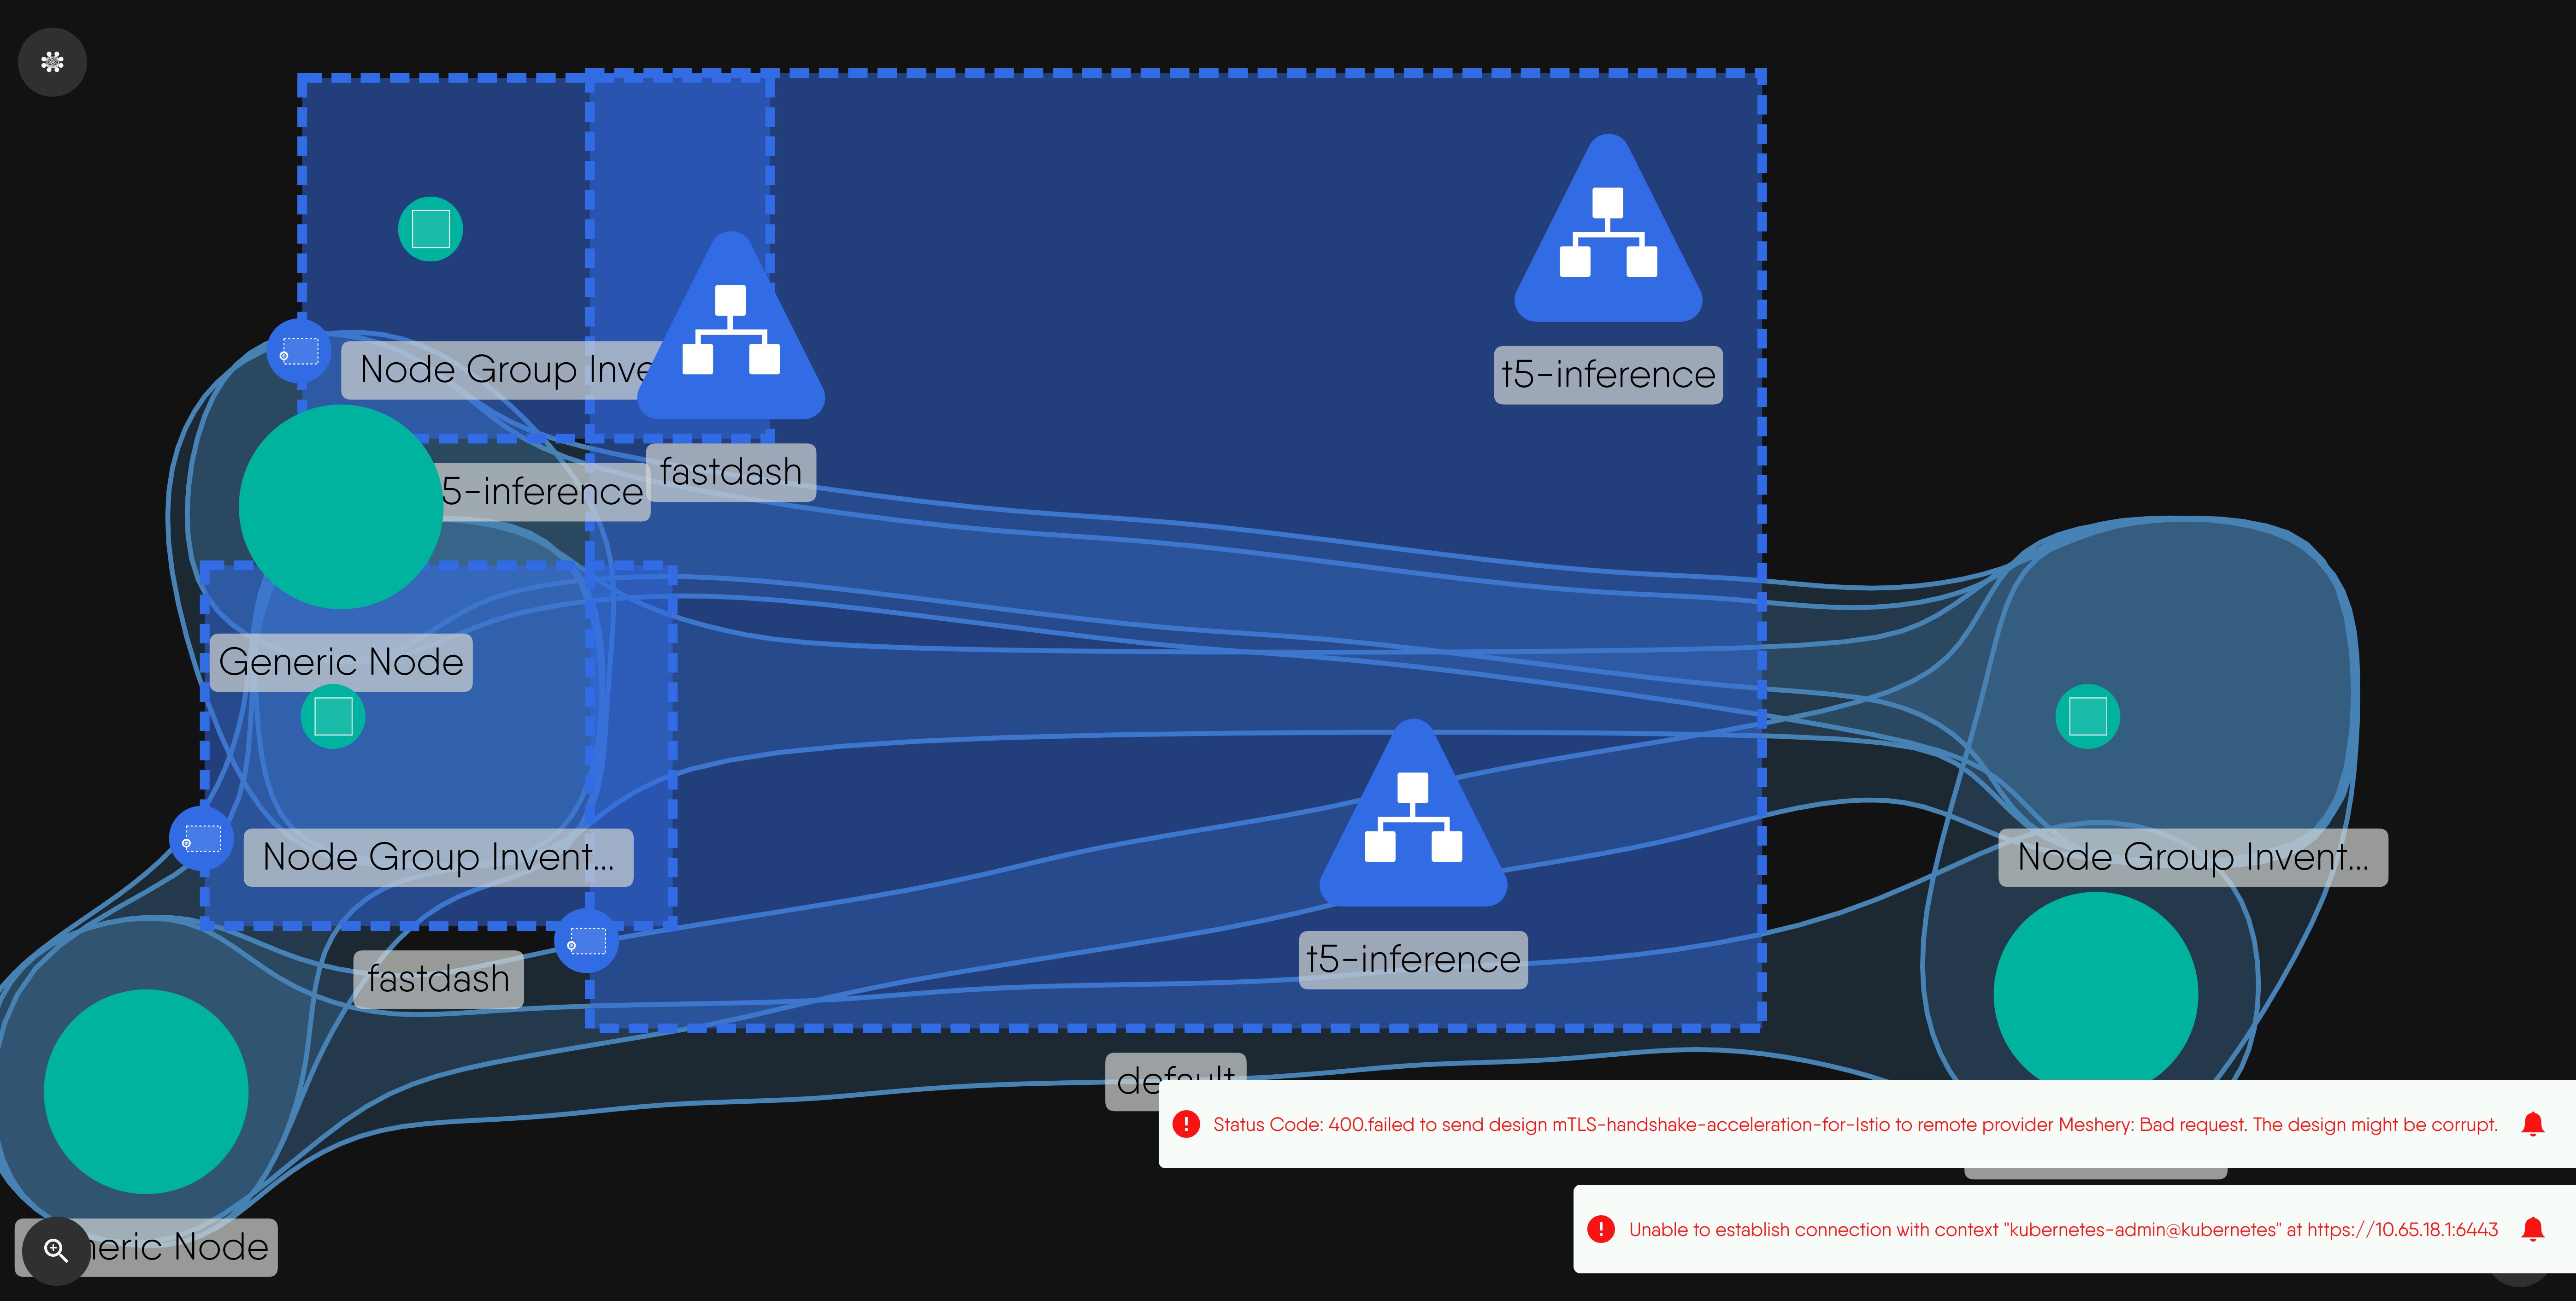 t5-inference
Node Group Inve
fastdash
5-inference
Generic Node
Node Group Invent...
Node Group Invent...
t5-inference
fastdash
default
Status Code: 400.failed to send design mTLS-handshake-acceleration-for-Istio to remote provider Meshery: Bad request. The design might be corrupt.
Unable to establish connection with context "kubernetes-admin@kubernetes" at https://10.65.18.1:6443
neric Node